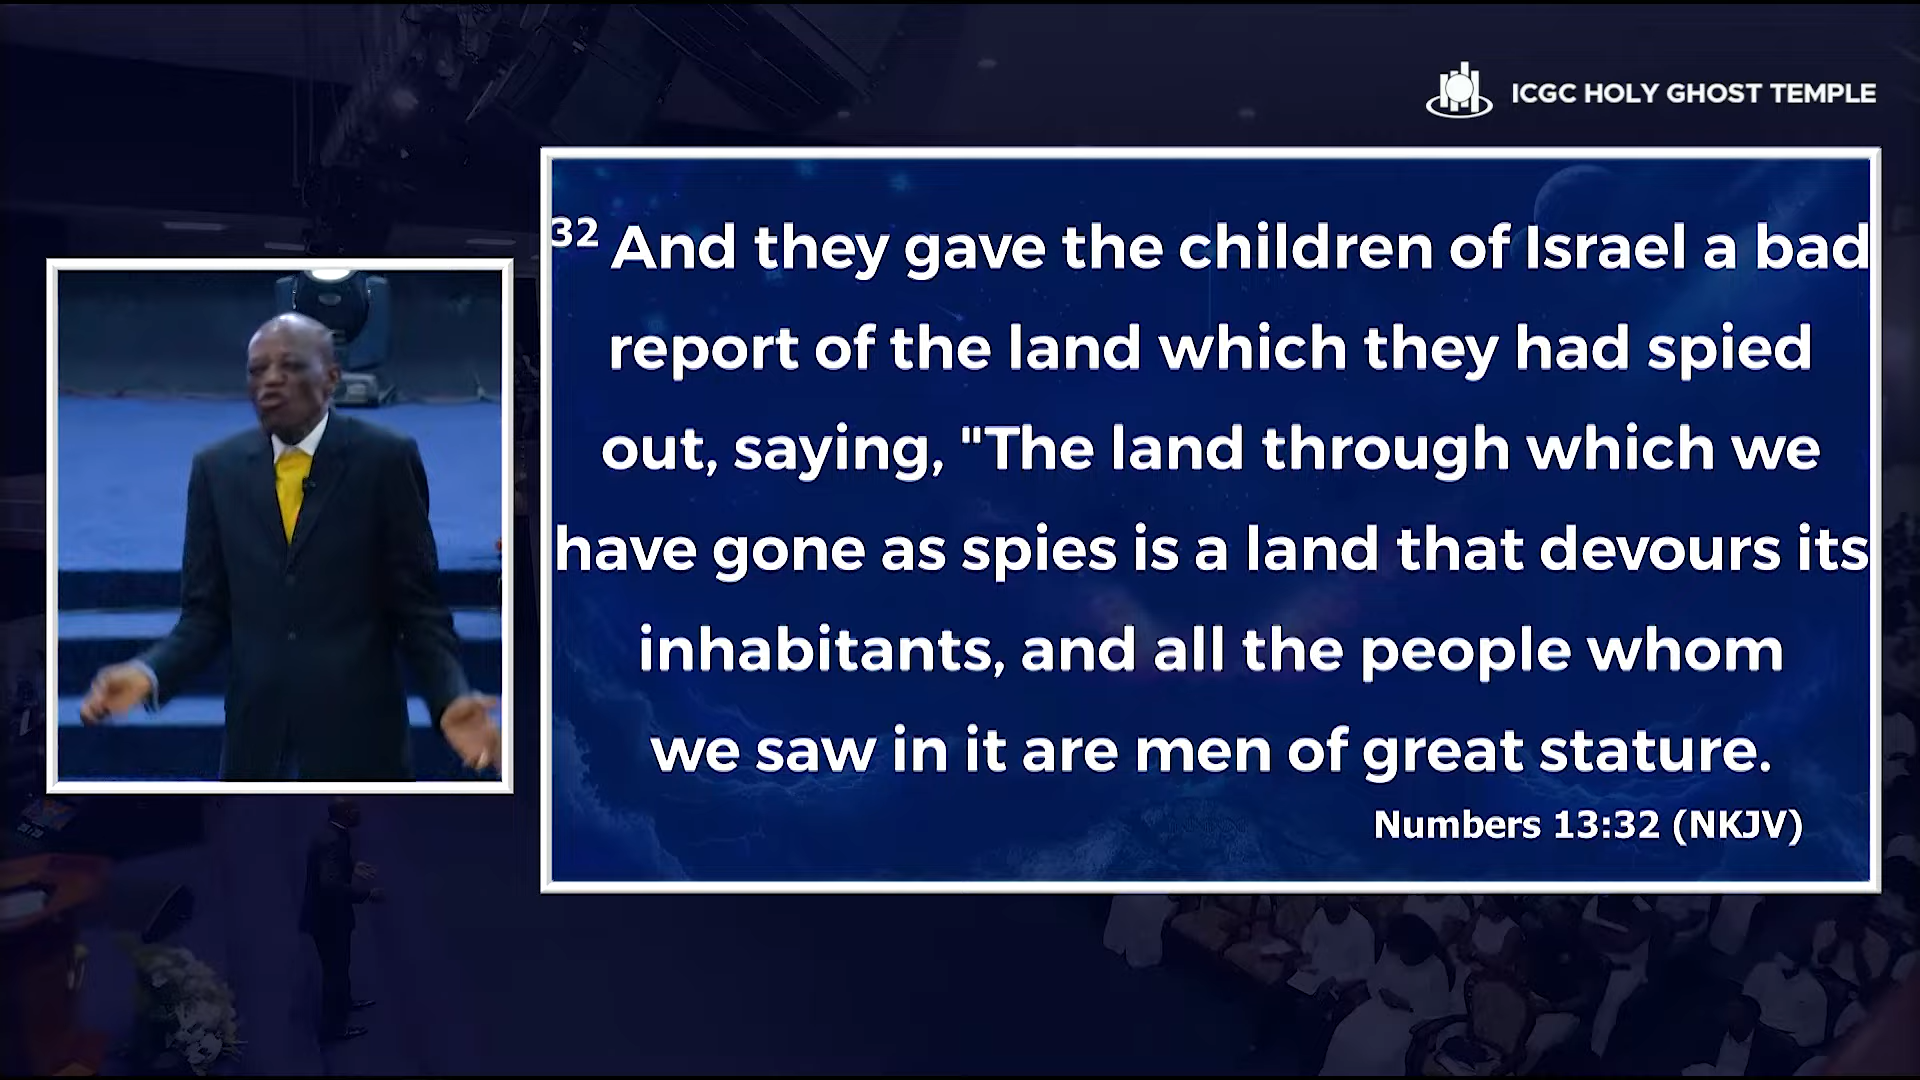 ICGC HOLY GHOST TEMPLE
32 And they gave the children of Israel a bad
report of the land which they had spied
out, saying, "The land through which we
have gone as spies is a land that devours its
inhabitants, and all the people whom
we saw in it are men of great stature.
Numbers 13:32 (NKJV)